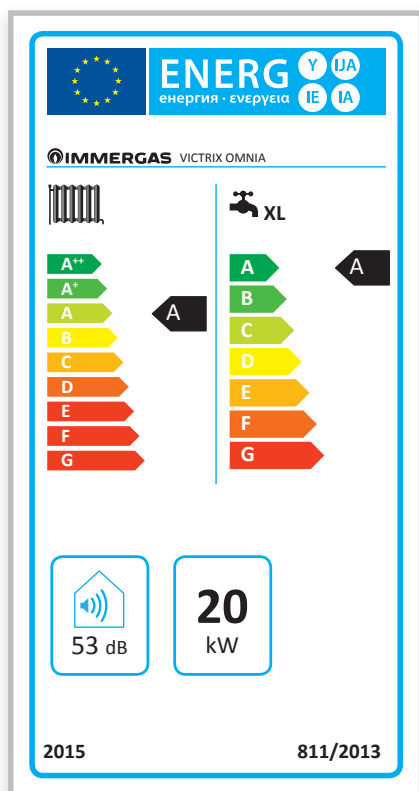 ENERG Y IJA
енергия · ενεργεια IE IA
IMMERGAS VICTRIX OMNIA
XL
A++
A+
A
B
C
D
E
F
G
A
A
B
C
D
E
F
G
A
53 dB
20
kW
2015 811/2013